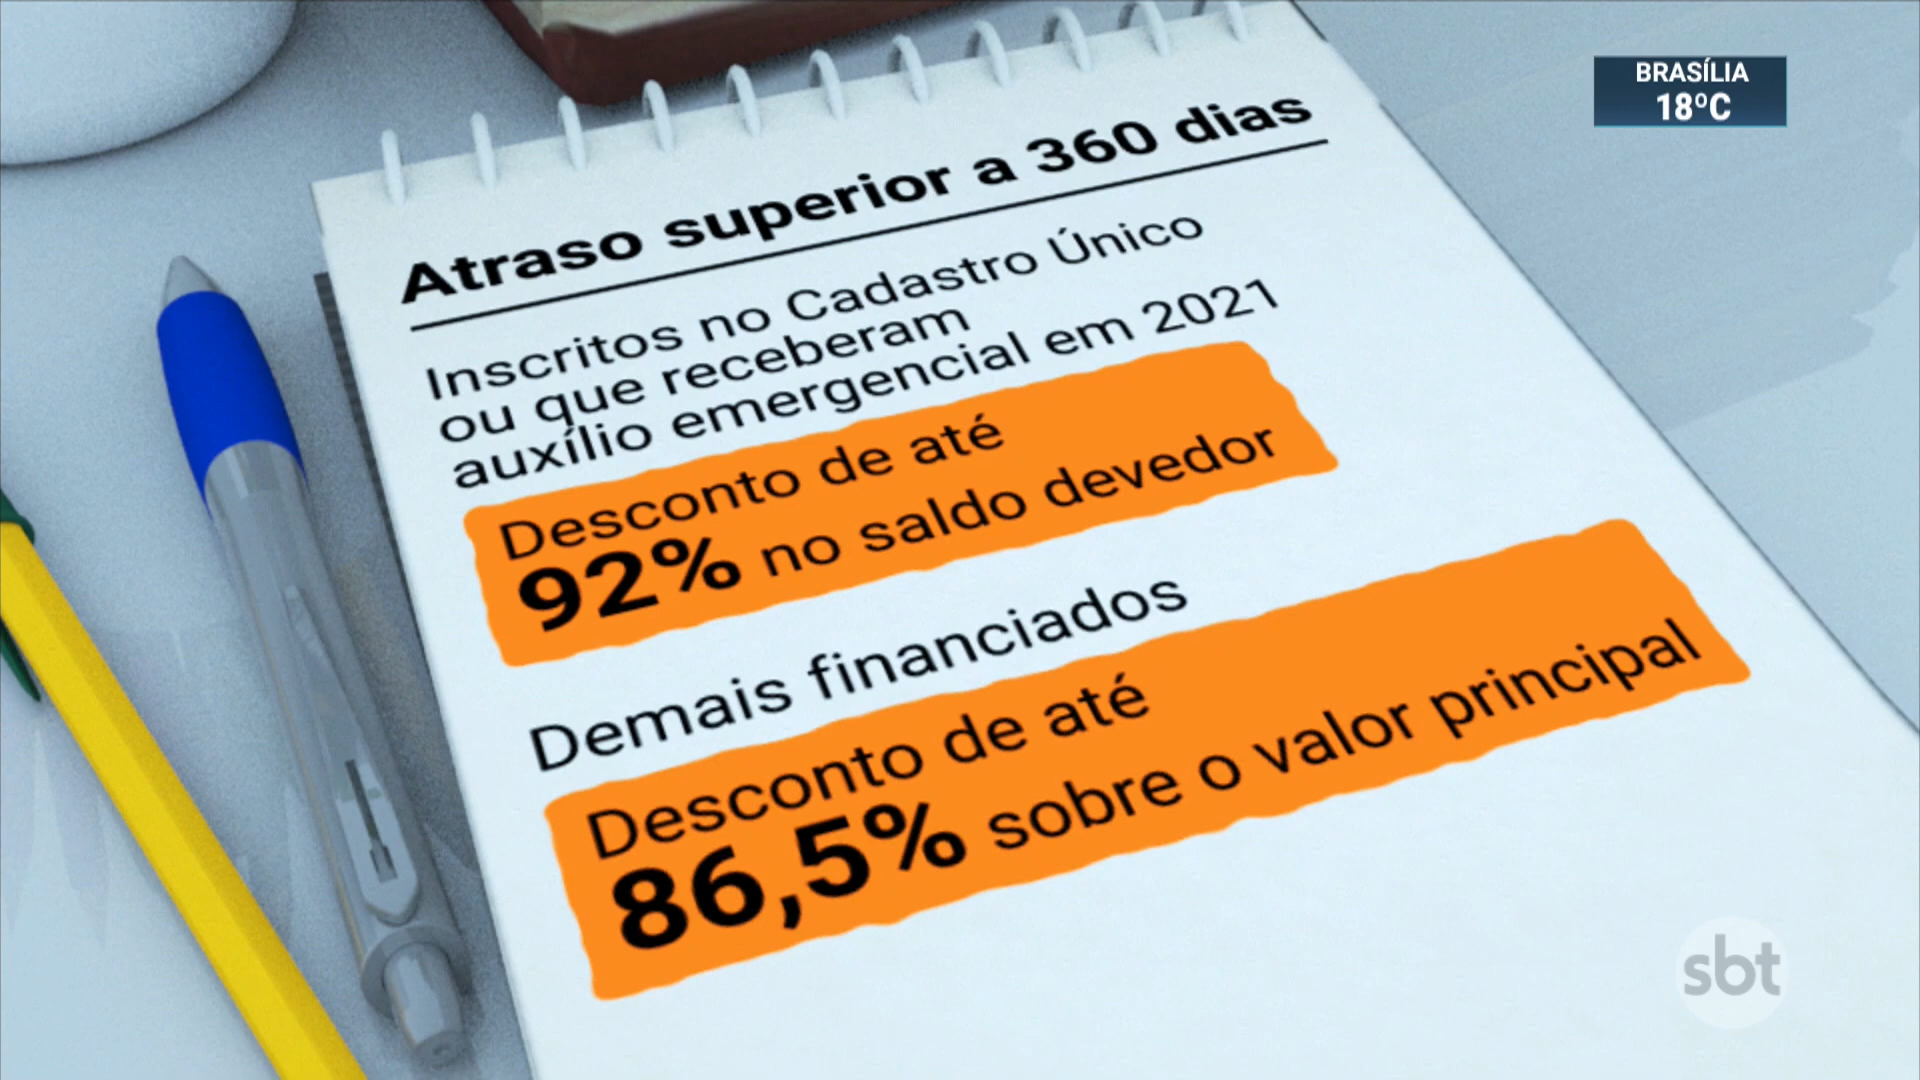 BRASÍLIA
18ºC
Atraso superior a 360 dias
Inscritos no Cadastro Único
ou que receberam
auxílio emergencial em 2021
Desconto de até
92% no saldo devedor
Demais financiados
Desconto de até
86,5% sobre o valor principal
sbt